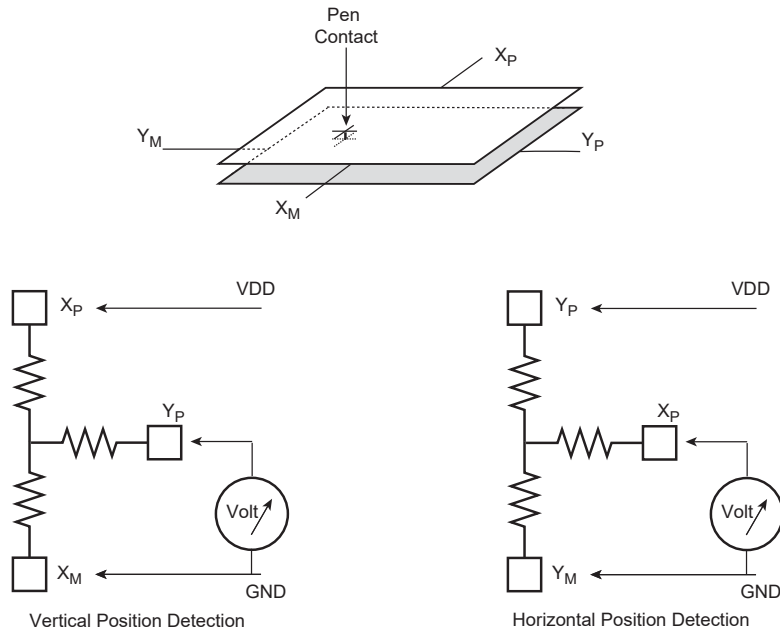 Pen
Contact
X_P
Y_M
Y_P
X_M
VDD
X_P
Y_P
Volt
X_M
GND
Vertical Position Detection
VDD
Y_P
X_P
Volt
Y_M
GND
Horizontal Position Detection